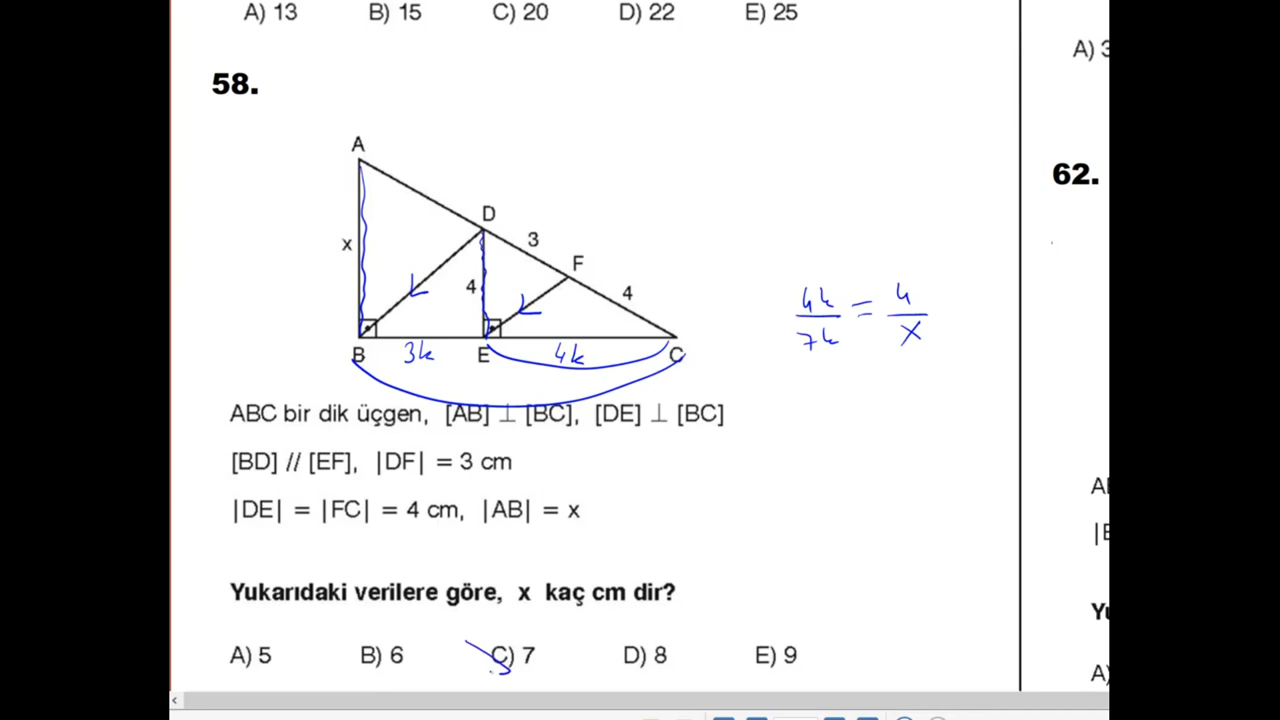 A) 13 B) 15 C) 20 D) 22 E) 25
A) 3
58.
62.
A
D
3
x
F
4
4
4k/7k = 4/x
B 3k E 4k C
ABC bir dik üçgen, [AB] ⊥ [BC], [DE] ⊥ [BC]
[BD] // [EF], |DF| = 3 cm
|DE| = |FC| = 4 cm, |AB| = x
Yukarıdaki verilere göre, x kaç cm dir?
A) 5 B) 6 C) 7 D) 8 E) 9
A)